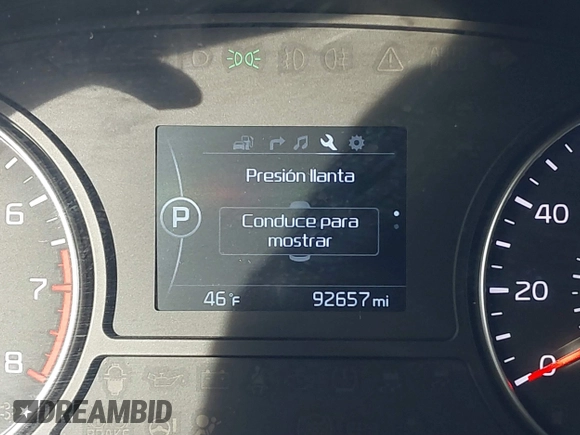 Presión llanta
P
Conduce para
mostrar
46°F
92657 mi
6
7
8
40
20
0
DREAMBID